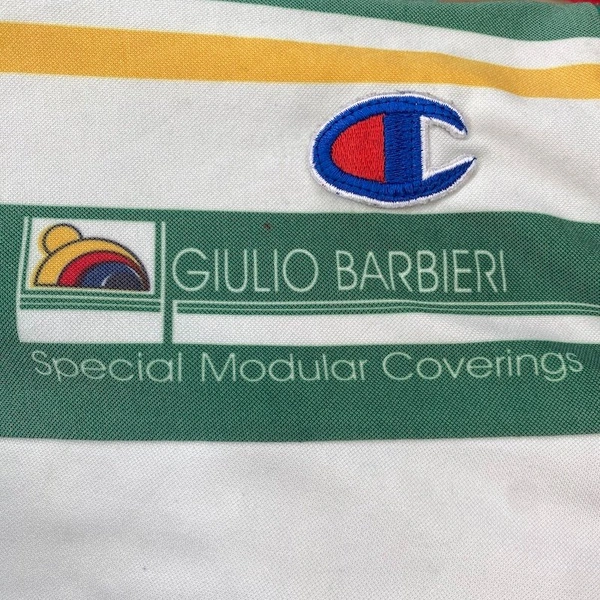 GIULIO BARBIERI
Special Modular Coverings